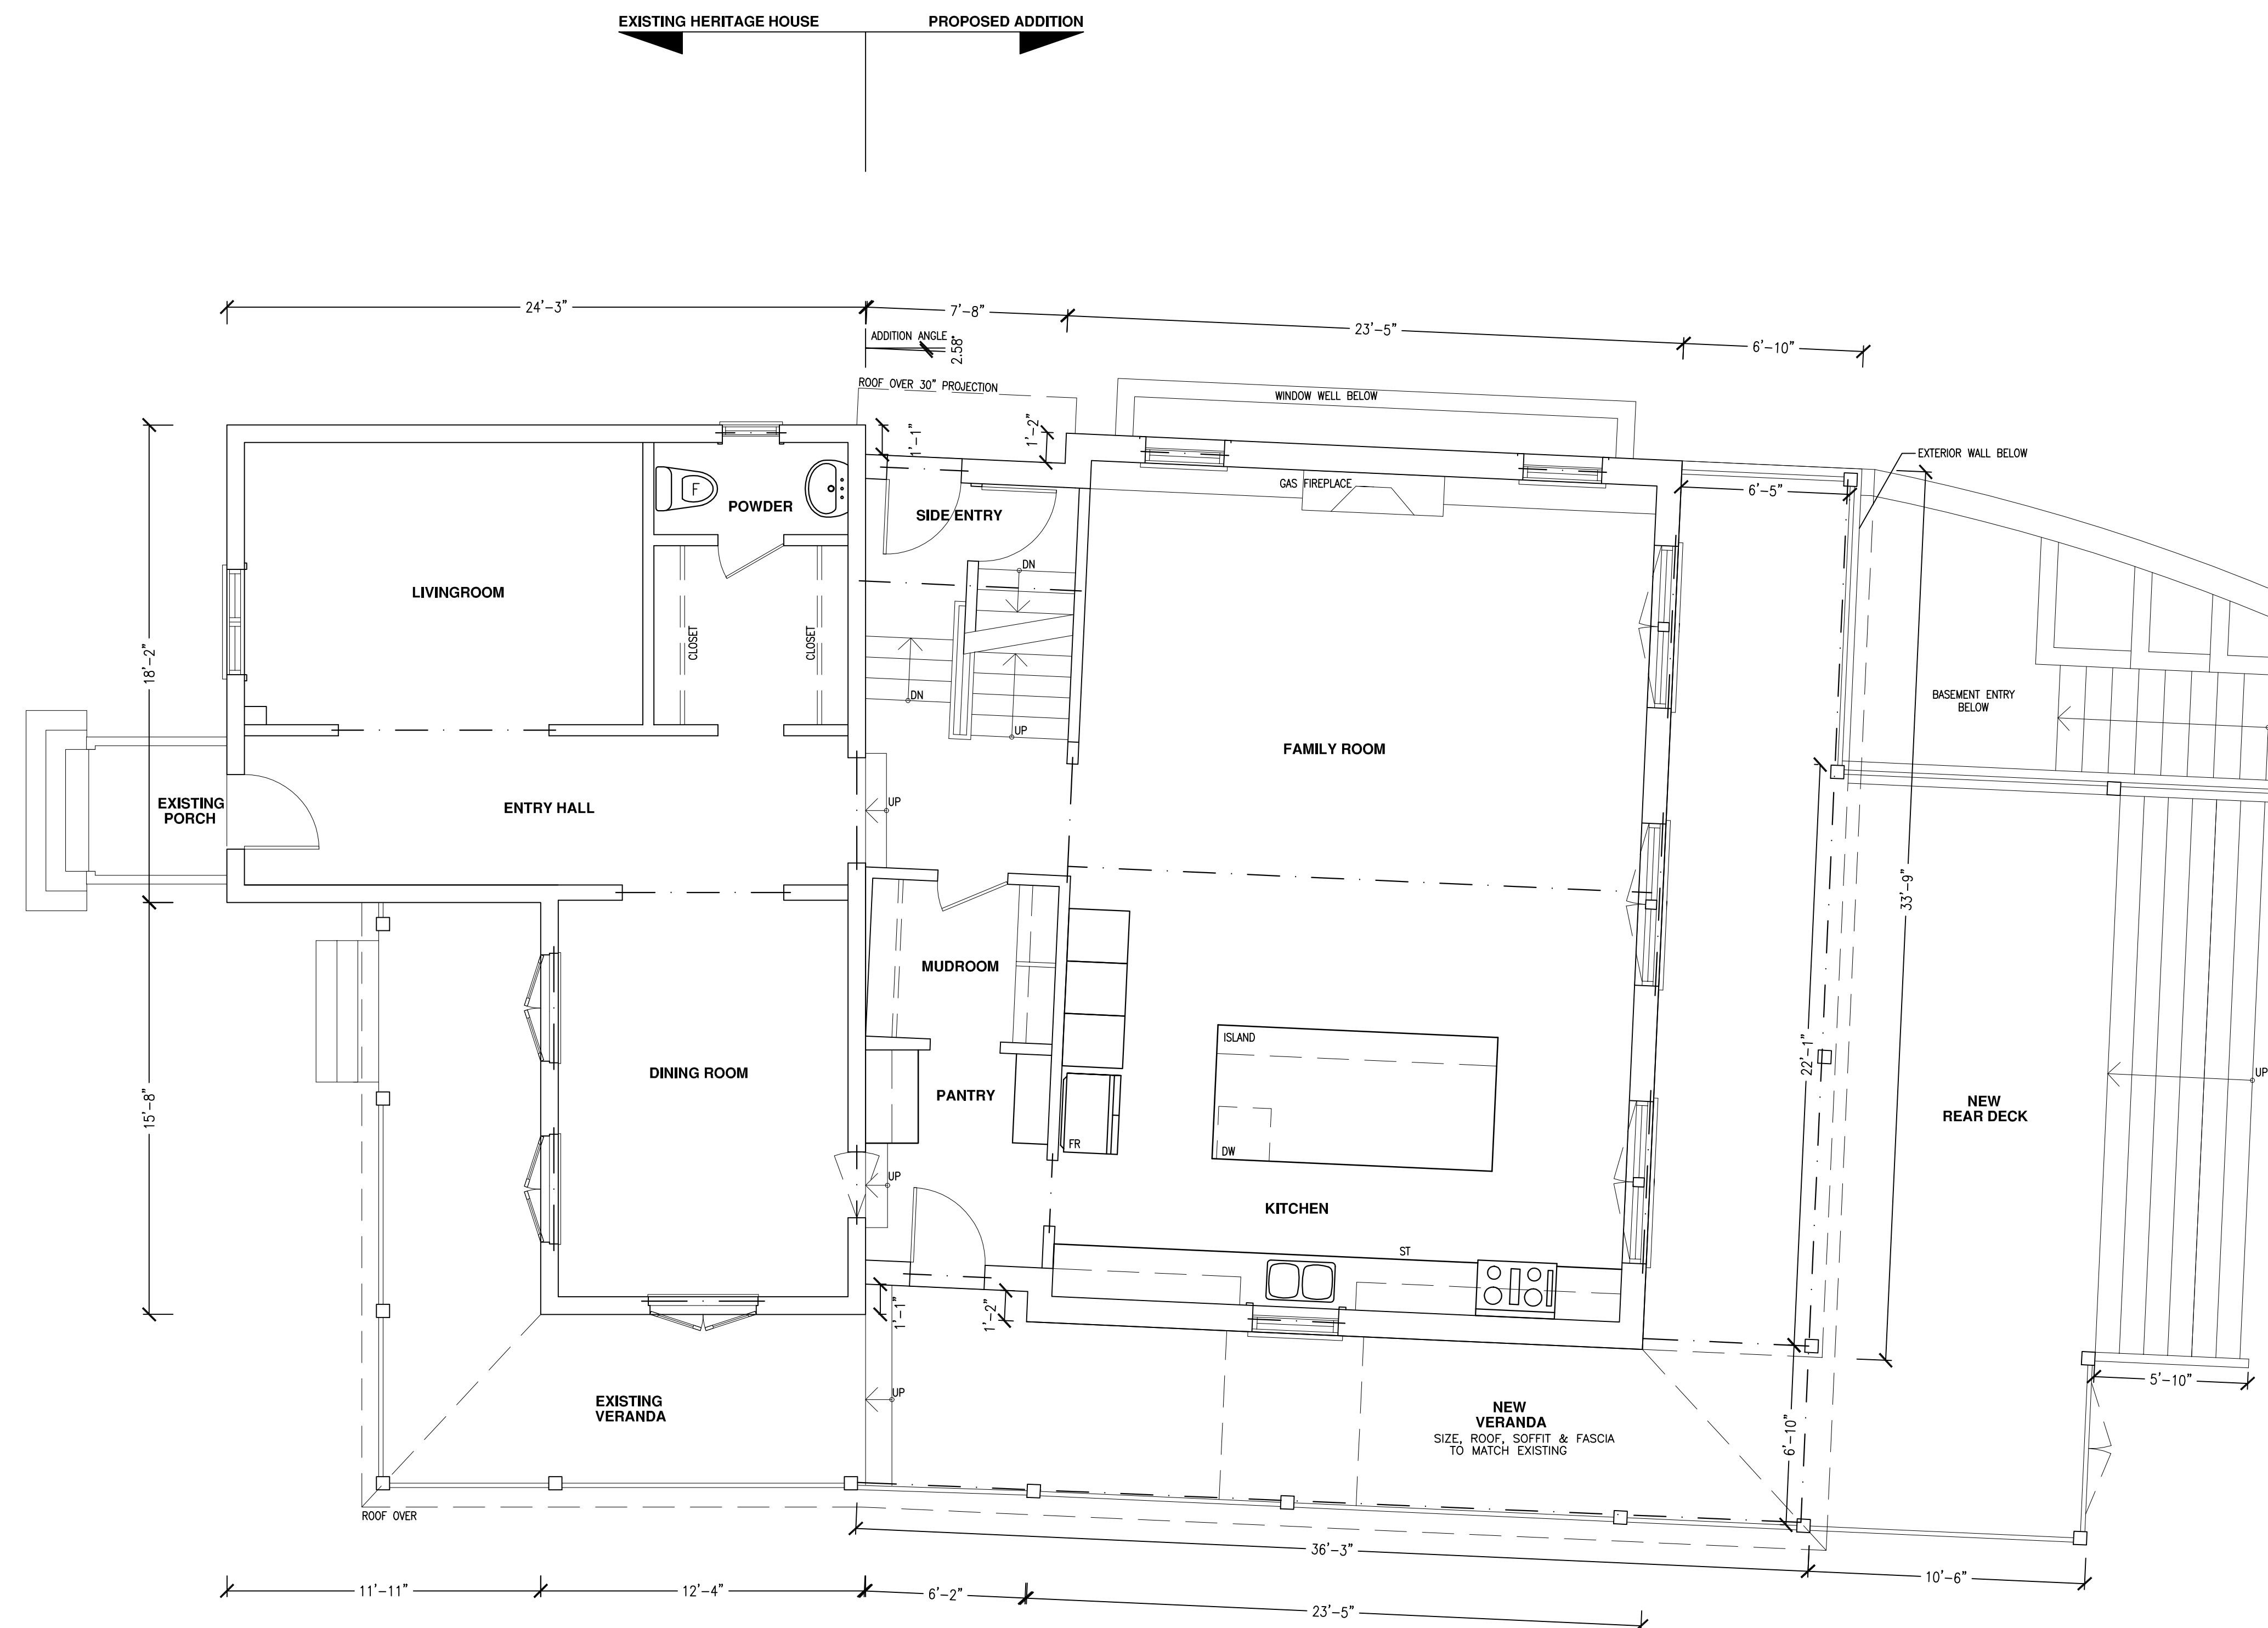 EXISTING HERITAGE HOUSE
PROPOSED ADDITION
24'-3"
7'-8"
23'-5"
6'-10"
ADDITION ANGLE
2.58°
ROOF OVER 30" PROJECTION
WINDOW WELL BELOW
1'-1"
1'-2"
EXTERIOR WALL BELOW
GAS FIREPLACE
6'-5"
F
POWDER
SIDE ENTRY
DN
LIVINGROOM
CLOSET
CLOSET
18'-2"
DN
UP
BASEMENT ENTRY
BELOW
FAMILY ROOM
EXISTING
PORCH
ENTRY HALL
UP
33'-9"
MUDROOM
ISLAND
22'-1"
DINING ROOM
UP
15'-8"
PANTRY
NEW
REAR DECK
FR
DW
UP
KITCHEN
ST
1'-1"
1'-2"
5'-10"
UP
EXISTING
VERANDA
NEW
VERANDA
SIZE, ROOF, SOFFIT & FASCIA
TO MATCH EXISTING
6'-10"
ROOF OVER
36'-3"
10'-6"
11'-11"
12'-4"
6'-2"
23'-5"